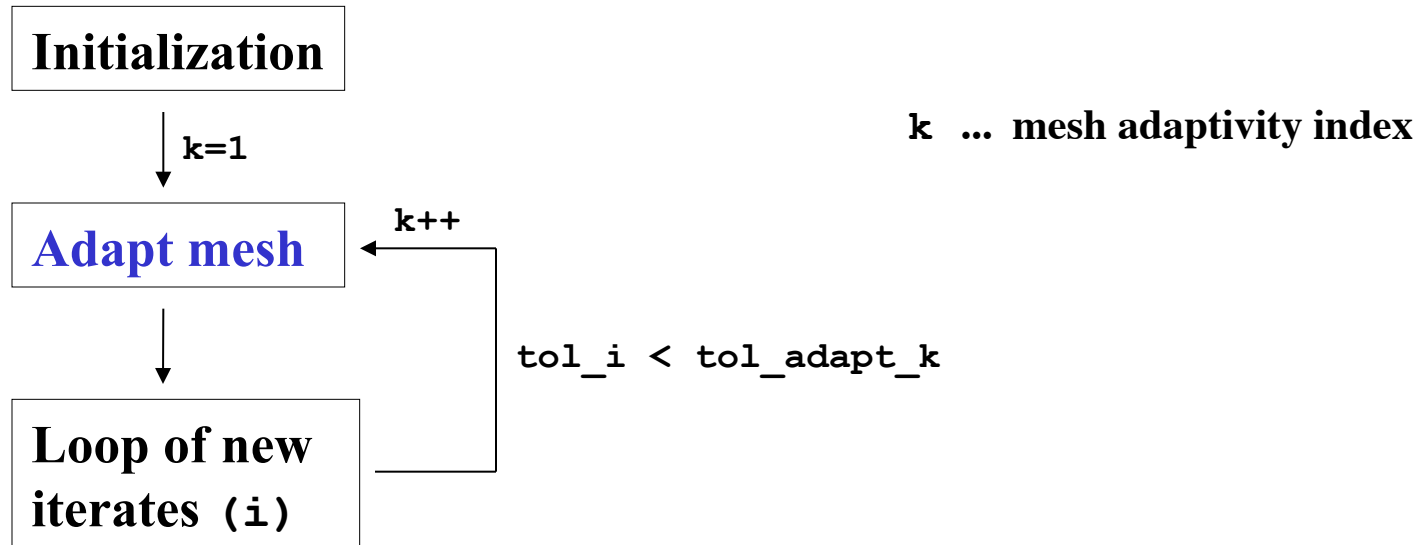 Initialization
k ... mesh adaptivity index
k=1
k++
Adapt mesh
tol_i < tol_adapt_k
Loop of new
iterates (i)